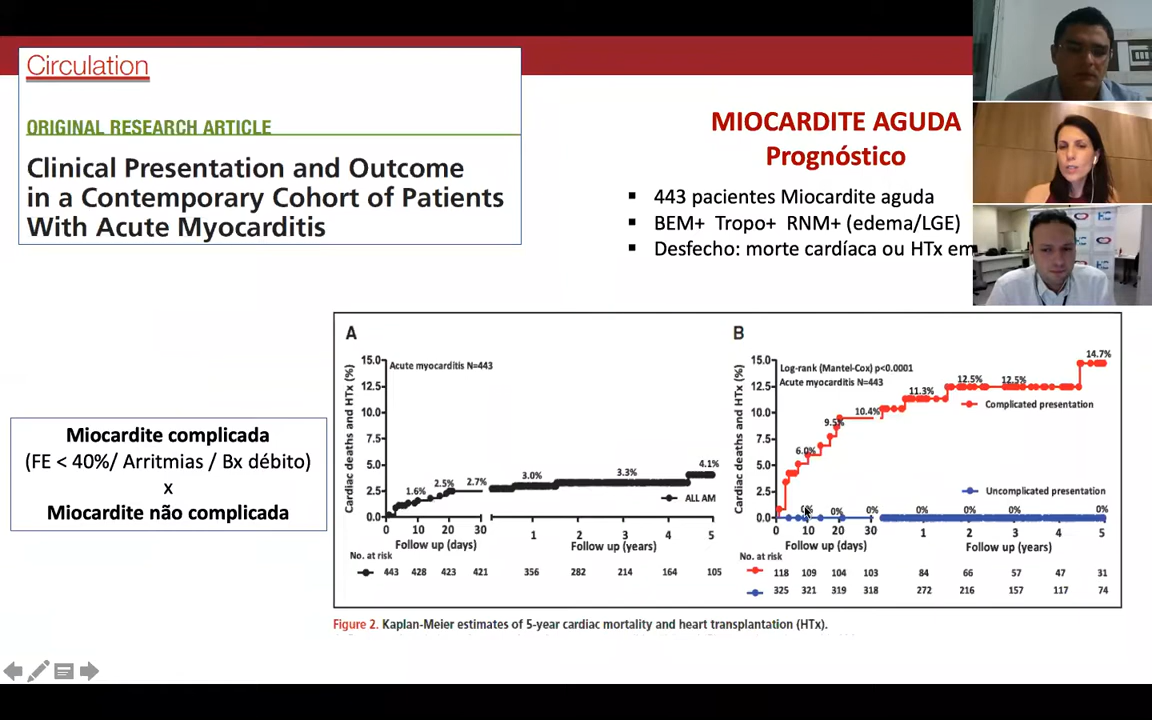 Circulation
ORIGINAL RESEARCH ARTICLE
Clinical Presentation and Outcome
in a Contemporary Cohort of Patients
With Acute Myocarditis
MIOCARDITE AGUDA
Prognóstico
▪ 443 pacientes Miocardite aguda
▪ BEM+ Tropo+ RNM+ (edema/LGE)
▪ Desfecho: morte cardíaca ou HTx em
Miocardite complicada
(FE < 40%/ Arritmias / Bx débito)
x
Miocardite não complicada
A
Cardiac deaths and HTx (%)
15.0
12.5
10.0
7.5
5.0
2.5
0.0
Acute myocarditis N=443
1.6%
2.5%
2.7%
3.0%
3.3%
4.1%
ALL AM
0 10 20 30 1 2 3 4 5
Follow up (days) Follow up (years)
No. at risk
443 428 423 421 356 282 214 164 105
B
Cardiac deaths and HTx (%)
15.0
12.5
10.0
7.5
5.0
2.5
0.0
Log-rank (Mantel-Cox) p<0.0001
Acute myocarditis N=443
6.0%
9.5%
10.4%
11.3%
12.5%
12.5%
14.7%
Complicated presentation
Uncomplicated presentation
0% 0% 0% 0% 0% 0% 0% 0%
0 10 20 30 1 2 3 4 5
Follow up (days) Follow up (years)
No. at risk
118 109 104 103 84 66 57 47 31
325 321 319 318 272 216 157 117 74
Figure 2. Kaplan-Meier estimates of 5-year cardiac mortality and heart transplantation (HTx).